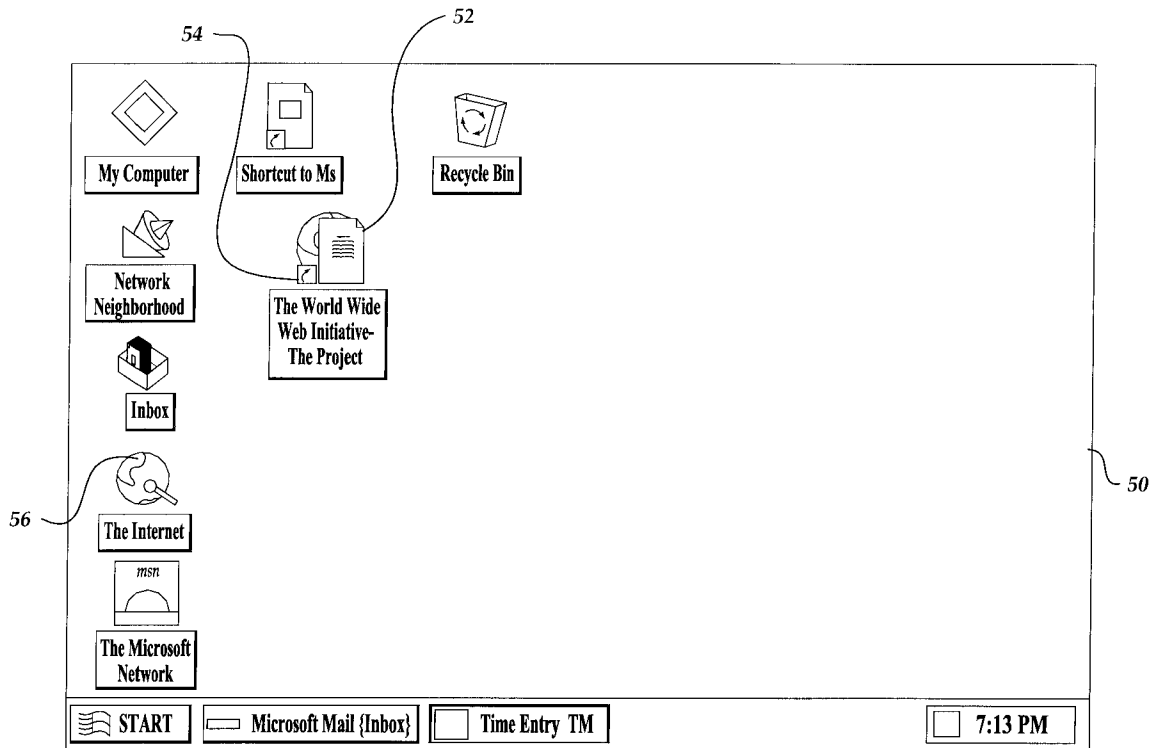 52
54
My Computer
Shortcut to Ms
Recycle Bin
Network
Neighborhood
The World Wide
Web Initiative-
The Project
Inbox
50
56
The Internet
msn
The Microsoft
Network
START
Microsoft Mail {Inbox}
Time Entry TM
7:13 PM